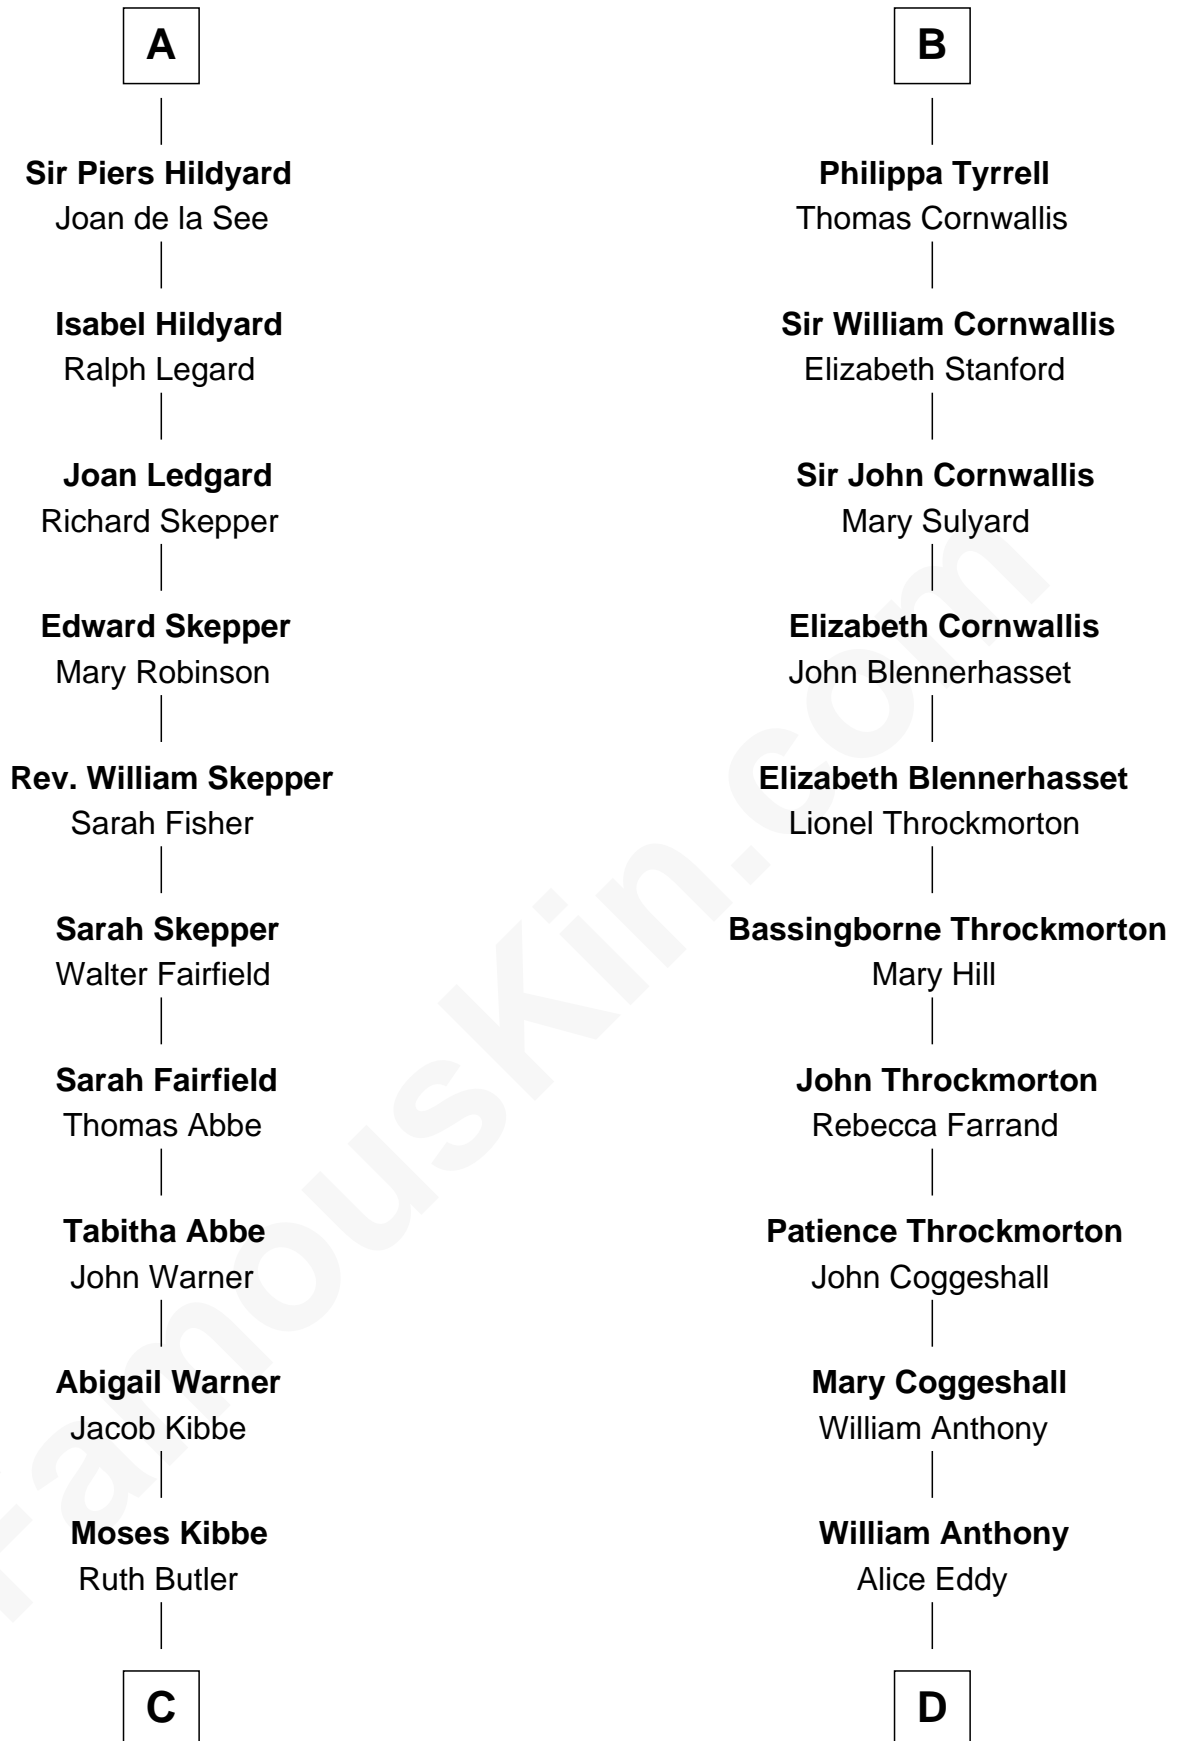 A
Sir Piers Hildyard
Joan de la See
Isabel Hildyard
Ralph Legard
Joan Ledgard
Richard Skepper
Edward Skepper
Mary Robinson
Rev. William Skepper
Sarah Fisher
Sarah Skepper
Walter Fairfield
Sarah Fairfield
Thomas Abbe
Tabitha Abbe
John Warner
Abigail Warner
Jacob Kibbe
Moses Kibbe
Ruth Butler
C
B
Philippa Tyrrell
Thomas Cornwallis
Sir William Cornwallis
Elizabeth Stanford
Sir John Cornwallis
Mary Sulyard
Elizabeth Cornwallis
John Blennerhasset
Elizabeth Blennerhasset
Lionel Throckmorton
Bassingborne Throckmorton
Mary Hill
John Throckmorton
Rebecca Farrand
Patience Throckmorton
John Coggeshall
Mary Coggeshall
William Anthony
William Anthony
Alice Eddy
D
FamousKin.com